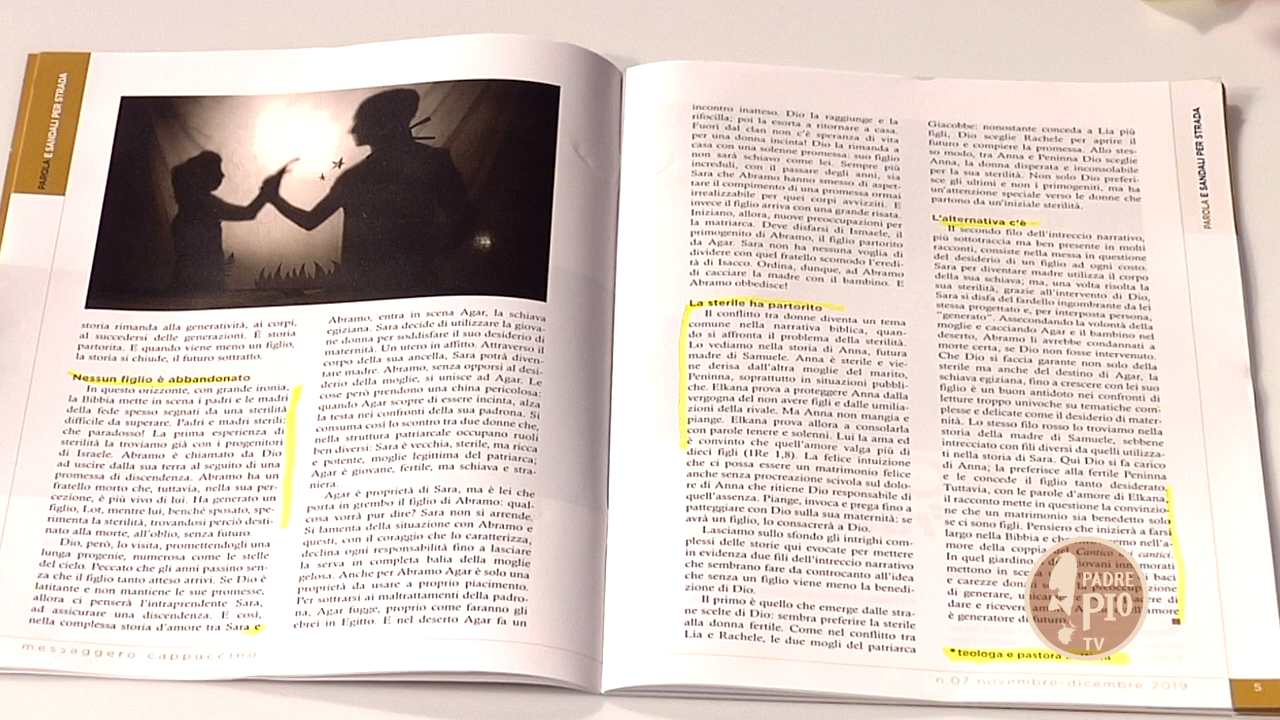 PAROLA E SANDALI PER STRADA
storia rimanda alla generatività, ai corpi,
al succedersi delle generazioni. È storia
partorita. E quando viene meno un figlio,
la storia si chiude, il futuro sottratto.
Nessun figlio è abbandonato
In questo orizzonte, con grande ironia,
la Bibbia mette in scena i padri e le madri
della fede spesso segnati da una sterilità
difficile da superare. Padri e madri sterili:
che paradosso! La prima esperienza di
sterilità la troviamo già con i progenitori
di Israele. Abramo è chiamato da Dio
ad uscire dalla sua terra al seguito di una
promessa di discendenza. Abramo ha un
fratello morto che, tuttavia, nella sua per-
cezione, è più vivo di lui. Ha generato un
figlio, Lot, mentre lui, benché sposato, spe-
rimenta la sterilità, trovandosi perciò desti-
nato alla morte, all'oblio, senza futuro.
Dio, però, lo visita, promettendogli una
lunga progenie, numerosa come le stelle
del cielo. Peccato che gli anni passino sen-
za che il figlio tanto atteso arrivi. Se Dio è
latitante e non mantiene le sue promesse,
allora ci penserà l'intraprendente Sara,
ad assicurare una discendenza. E così,
nella complessa storia d'amore tra Sara e
Abramo, entra in scena Agar, la schiava
egiziana. Sara decide di utilizzare la giova-
ne donna per soddisfare il suo desiderio di
maternità. Un utero in affitto. Attraverso il
corpo della sua ancella, Sara potrà diven-
tare madre. Abramo, senza opporsi al desi-
derio della moglie, si unisce ad Agar. Le
cose però prendono una china pericolosa:
quando Agar scopre di essere incinta, alza
la testa nei confronti della sua padrona. Si
consuma così lo scontro tra due donne che,
nella struttura patriarcale occupano ruoli
ben diversi: Sara è vecchia, sterile, ma ricca
e potente, moglie legittima del patriarca;
Agar è giovane, fertile, ma schiava e stra-
niera.
Agar è proprietà di Sara, ma è lei che
porta in grembo il figlio di Abramo: qual-
cosa vorrà pur dire? Sara non si arrende.
Si lamenta della situazione con Abramo e
questi, con il coraggio che lo caratterizza,
declina ogni responsabilità fino a lasciare
la serva in completa balìa della moglie
gelosa. Anche per Abramo Agar è solo una
proprietà da usare a proprio piacimento.
Per sottrarsi ai maltrattamenti della padro-
na, Agar fugge, proprio come faranno gli
ebrei in Egitto. E nel deserto Agar fa un
messaggero cappuccino
incontro inatteso. Dio la raggiunge e la
rifocilla; poi la esorta a ritornare a casa.
Fuori dal clan non c'è speranza di vita
per una donna incinta! Dio la rimanda a
casa con una solenne promessa: suo figlio
non sarà schiavo come lei. Sempre più
increduli, con il passare degli anni, sia
Sara che Abramo hanno smesso di aspet-
tare il compimento di una promessa ormai
irrealizzabile per quei corpi avvizziti. E
invece il figlio arriva con una grande risata.
Iniziano, allora, nuove preoccupazioni per
la matriarca. Deve disfarsi di Ismaele, il
primogenito di Abramo, il figlio partorito
da Agar. Sara non ha nessuna voglia di
dividere con quel fratello scomodo l'eredi-
tà di Isacco. Ordina, dunque, ad Abramo
di cacciare la madre con il bambino. E
Abramo obbedisce!
La sterile ha partorito
Il conflitto tra donne diventa un tema
comune nella narrativa biblica, quan-
do si affronta il problema della sterilità.
Lo vediamo nella storia di Anna, futura
madre di Samuele. Anna è sterile e vie-
ne derisa dall'altra moglie del marito,
Peninna, soprattutto in situazioni pubbli-
che. Elkana prova a proteggere Anna dalla
vergogna del non avere figli e dalle umilia-
zioni della rivale. Ma Anna non mangia e
piange. Elkana prova allora a consolarla
con parole tenere e solenni. Lui la ama ed
è convinto che quell'amore valga più di
dieci figli (1Re 1,8). La felice intuizione
che ci possa essere un matrimonio felice
anche senza procreazione scivola sul dolo-
re di Anna che ritiene Dio responsabile di
quell'assenza. Piange, invoca e prega fino a
patteggiare con Dio sulla sua maternità: se
avrà un figlio, lo consacrerà a Dio.
Lasciamo sullo sfondo gli intrighi com-
plessi delle storie qui evocate per mettere
in evidenza due fili dell'intreccio narrativo
che sembrano fare da controcanto all'idea
che senza un figlio viene meno la benedi-
zione di Dio.
Il primo è quello che emerge dalle stra-
ne scelte di Dio: sembra preferire la sterile
alla donna fertile. Come nel conflitto tra
Lia e Rachele, le due mogli del patriarca
Giacobbe: nonostante conceda a Lia più
figli, Dio sceglie Rachele per aprire il
futuro e compiere la promessa. Allo stes-
so modo, tra Anna e Peninna Dio sceglie
Anna, la donna disperata e inconsolabile
per la sua sterilità. Non solo Dio preferi-
sce gli ultimi e non i primogeniti, ma ha
un'attenzione speciale verso le donne che
partono da un'iniziale sterilità.
L'alternativa c'è
Il secondo filo dell'intreccio narrativo,
più sottotraccia ma ben presente in molti
racconti, consiste nella messa in questione
del desiderio di un figlio ad ogni costo.
Sara per diventare madre utilizza il corpo
della sua schiava; ma, una volta risolta la
sua sterilità, grazie all'intervento di Dio,
Sara si disfa del fardello ingombrante da lei
stessa progettato e, per interposta persona,
"generato". Assecondando la volontà della
moglie e cacciando Agar e il bambino nel
deserto, Abramo li avrebbe condannati a
morte certa, se Dio non fosse intervenuto.
Che Dio si faccia garante non solo della
sterile ma anche del destino di Agar, la
schiava egiziana, fino a crescere con lei suo
figlio è un buon antidoto nei confronti di
letture troppo univoche su tematiche com-
plesse e delicate come il desiderio di mater-
nità. Lo stesso filo rosso lo troviamo nella
storia della madre di Samuele, sebbene
intrecciato con fili diversi da quelli utilizza-
ti nella storia di Sara. Qui Dio si fa carico
di Anna; la preferisce alla fertile Peninna
e le concede il figlio tanto desiderato.
Tuttavia, con le parole d'amore di Elkana,
il racconto mette in questione la convinzio-
ne che un matrimonio sia benedetto solo
se ci sono figli. Pensiero che inizierà a farsi
largo nella Bibbia e che nell'a-
more della coppia del Cantico cantici.
In quel giardino, giovani innamorati
mettono in scena baci
e carezze
di generare, di
dare e ricevere amore
è generatore di futuro.
*teologa e pastora
n 07 novembre-dicembre 2019
PAROLA E SANDALI PER STRADA
5
PADRE
PIO
TV